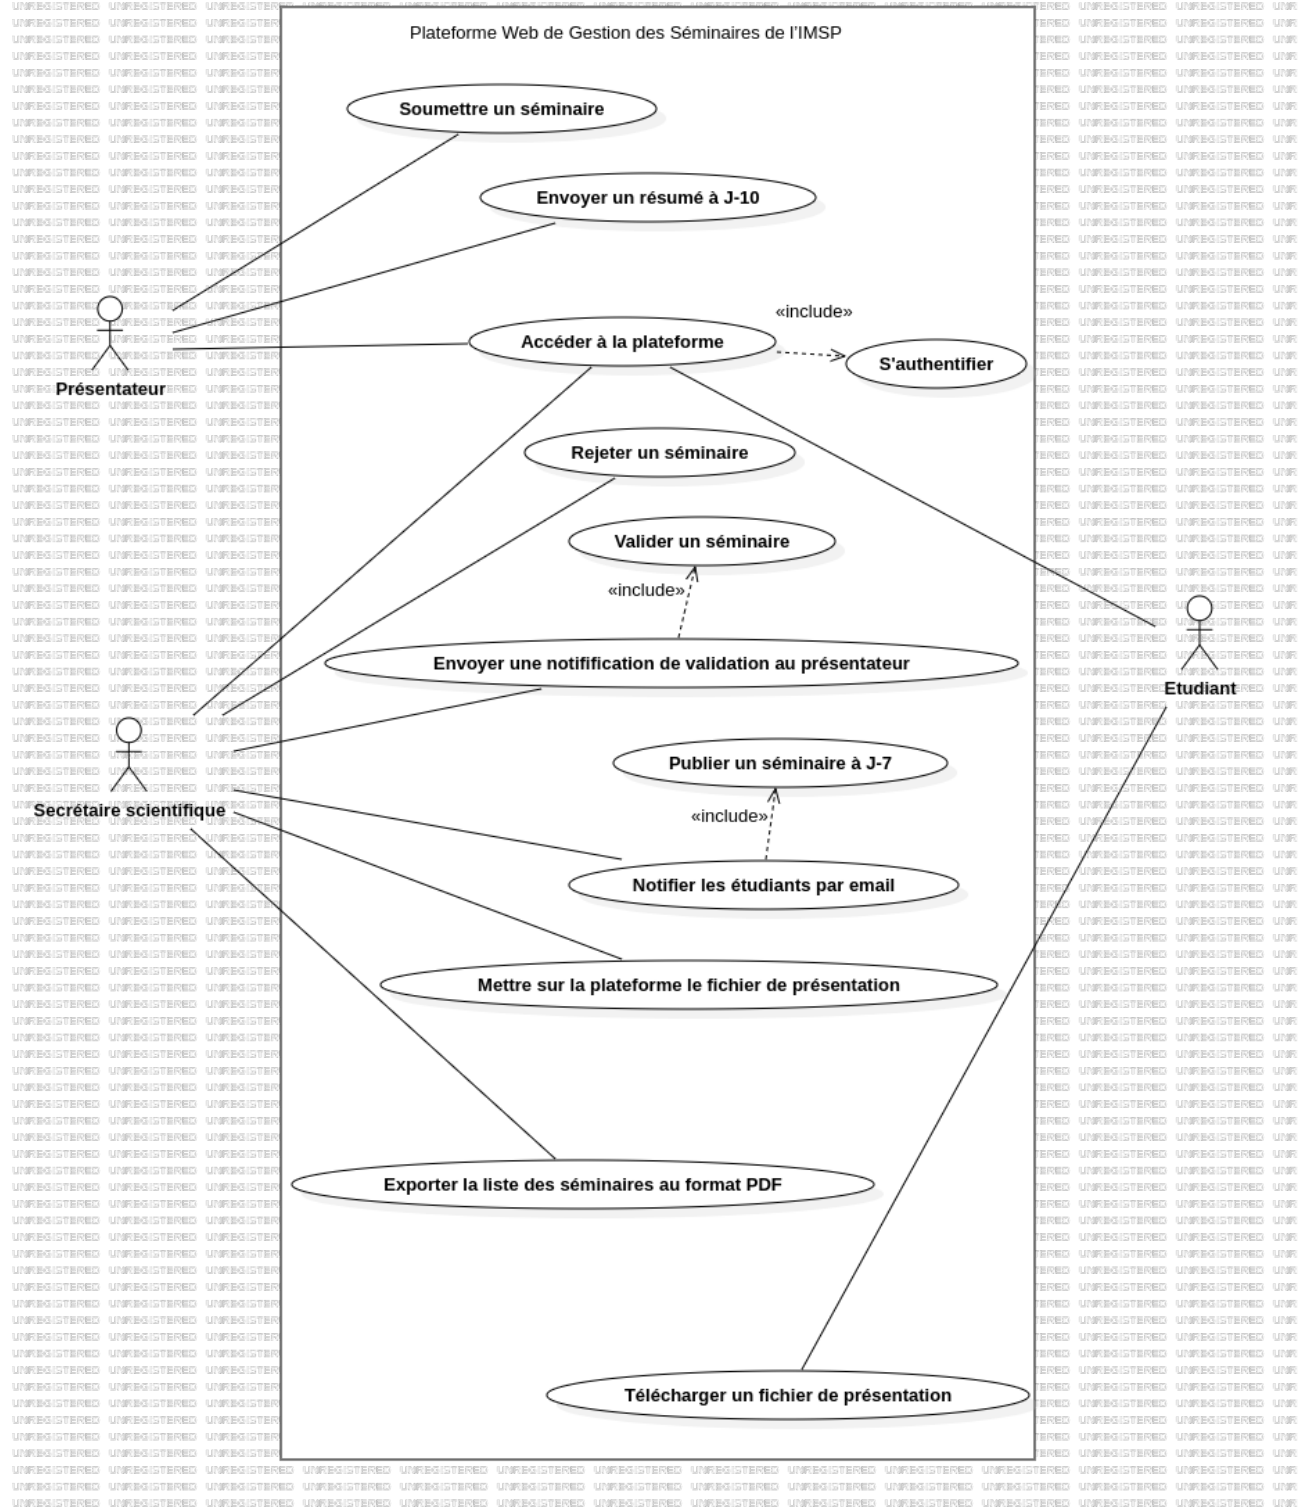 Plateforme Web de Gestion des Séminaires de l'IMSP
Soumettre un séminaire
Envoyer un résumé à J-10
«include»
Accéder à la plateforme
S'authentifier
Présentateur
Rejeter un séminaire
Valider un séminaire
«include»
Envoyer une notifification de validation au présentateur
Etudiant
Publier un séminaire à J-7
Secrétaire scientifique
«include»
Notifier les étudiants par email
Mettre sur la plateforme le fichier de présentation
Exporter la liste des séminaires au format PDF
Télécharger un fichier de présentation
UNREGISTERED